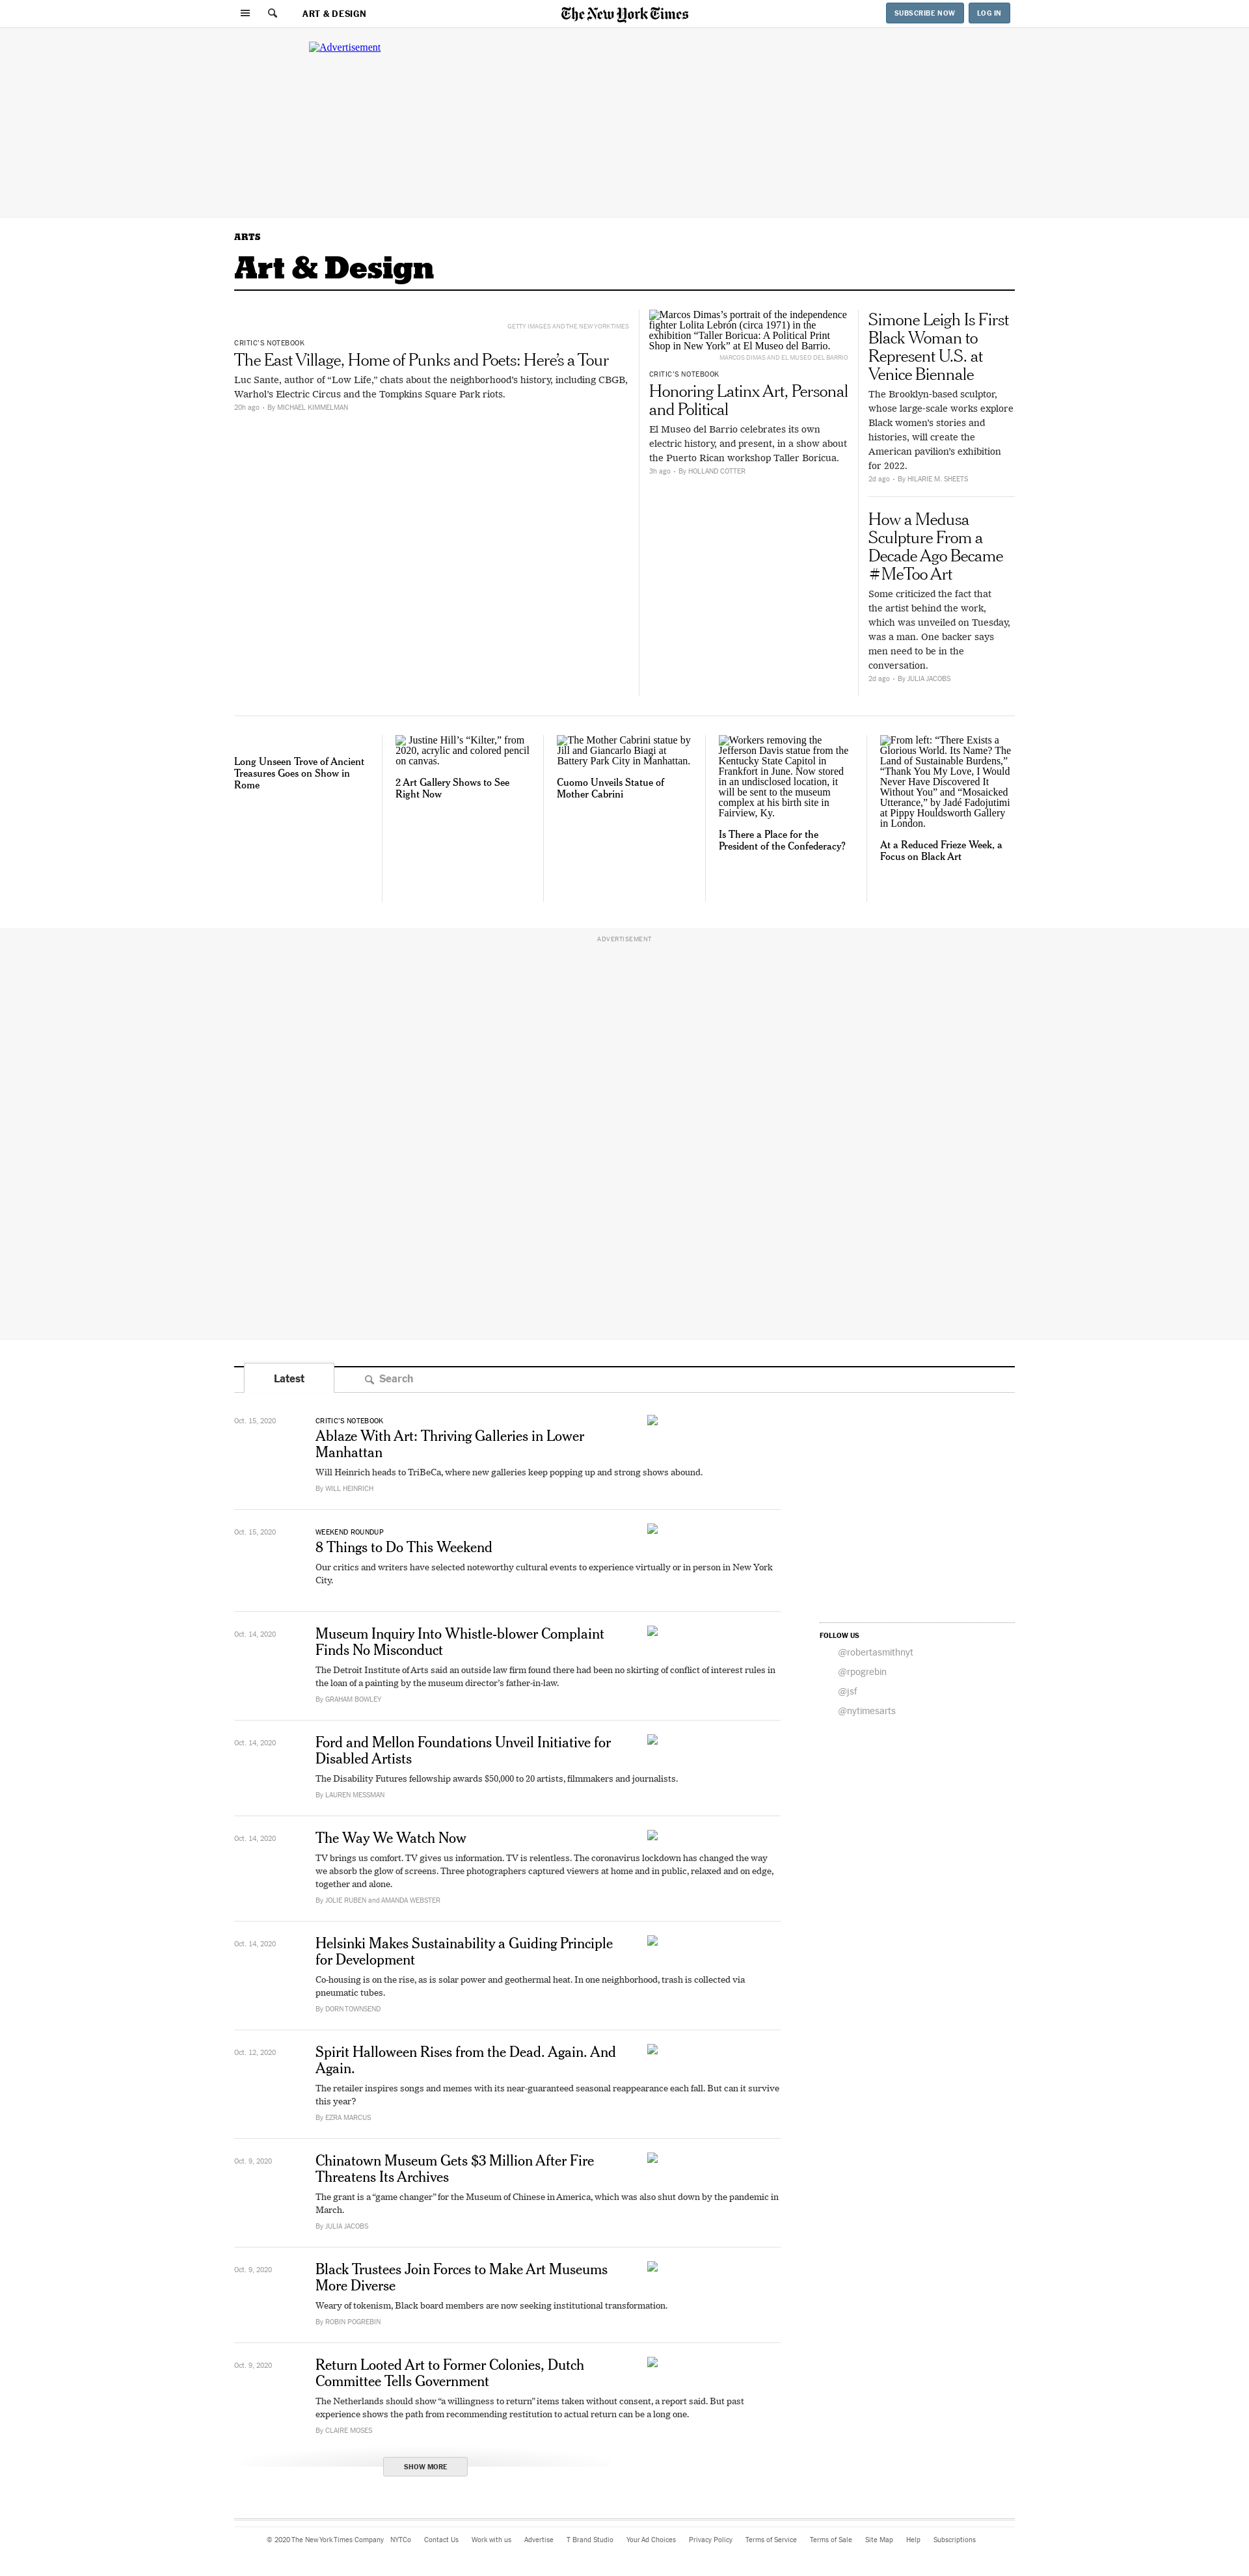 ART & DESIGN
The New York Times
SUBSCRIBE NOW
LOG IN
Advertisement
ARTS
Art & Design
GETTY IMAGES AND THE NEW YORK TIMES
CRITIC'S NOTEBOOK
The East Village, Home of Punks and Poets: Here's a Tour
Luc Sante, author of "Low Life," chats about the neighborhood's history, including CBGB,
Warhol's Electric Circus and the Tompkins Square Park riots.
20h ago • By MICHAEL KIMMELMAN
Marcos Dimas's portrait of the independence
fighter Lolita Lebrón (circa 1971) in the
exhibition "Taller Boricua: A Political Print
Shop in New York" at El Museo del Barrio.
MARCOS DIMAS AND EL MUSEO DEL BARRIO
CRITIC'S NOTEBOOK
Honoring Latinx Art, Personal
and Political
El Museo del Barrio celebrates its own
electric history, and present, in a show about
the Puerto Rican workshop Taller Boricua.
3h ago • By HOLLAND COTTER
Simone Leigh Is First
Black Woman to
Represent U.S. at
Venice Biennale
The Brooklyn-based sculptor,
whose large-scale works explore
Black women's stories and
histories, will create the
American pavilion's exhibition
for 2022.
2d ago • By HILARIE M. SHEETS
How a Medusa
Sculpture From a
Decade Ago Became
#MeToo Art
Some criticized the fact that
the artist behind the work,
which was unveiled on Tuesday,
was a man. One backer says
men need to be in the
conversation.
2d ago • By JULIA JACOBS
Long Unseen Trove of Ancient
Treasures Goes on Show in
Rome
Justine Hill's "Kilter," from
2020, acrylic and colored pencil
on canvas.
2 Art Gallery Shows to See
Right Now
The Mother Cabrini statue by
Jill and Giancarlo Biagi at
Battery Park City in Manhattan.
Cuomo Unveils Statue of
Mother Cabrini
Workers removing the
Jefferson Davis statue from the
Kentucky State Capitol in
Frankfort in June. Now stored
in an undisclosed location, it
will be sent to the museum
complex at his birth site in
Fairview, Ky.
Is There a Place for the
President of the Confederacy?
From left: "There Exists a
Glorious World. Its Name? The
Land of Sustainable Burdens,"
"Thank You My Love, I Would
Never Have Discovered It
Without You" and "Mosaicked
Utterance," by Jadé Fadojutimi
at Pippy Houldsworth Gallery
in London.
At a Reduced Frieze Week, a
Focus on Black Art
ADVERTISEMENT
Latest
Search
Oct. 15, 2020
CRITIC'S NOTEBOOK
Ablaze With Art: Thriving Galleries in Lower
Manhattan
Will Heinrich heads to TriBeCa, where new galleries keep popping up and strong shows abound.
By WILL HEINRICH
Oct. 15, 2020
WEEKEND ROUNDUP
8 Things to Do This Weekend
Our critics and writers have selected noteworthy cultural events to experience virtually or in person in New York
City.
Oct. 14, 2020
Museum Inquiry Into Whistle-blower Complaint
Finds No Misconduct
The Detroit Institute of Arts said an outside law firm found there had been no skirting of conflict of interest rules in
the loan of a painting by the museum director's father-in-law.
By GRAHAM BOWLEY
Oct. 14, 2020
Ford and Mellon Foundations Unveil Initiative for
Disabled Artists
The Disability Futures fellowship awards $50,000 to 20 artists, filmmakers and journalists.
By LAUREN MESSMAN
Oct. 14, 2020
The Way We Watch Now
TV brings us comfort. TV gives us information. TV is relentless. The coronavirus lockdown has changed the way
we absorb the glow of screens. Three photographers captured viewers at home and in public, relaxed and on edge,
together and alone.
By JOLIE RUBEN and AMANDA WEBSTER
Oct. 14, 2020
Helsinki Makes Sustainability a Guiding Principle
for Development
Co-housing is on the rise, as is solar power and geothermal heat. In one neighborhood, trash is collected via
pneumatic tubes.
By DORN TOWNSEND
Oct. 12, 2020
Spirit Halloween Rises from the Dead. Again. And
Again.
The retailer inspires songs and memes with its near-guaranteed seasonal reappearance each fall. But can it survive
this year?
By EZRA MARCUS
Oct. 9, 2020
Chinatown Museum Gets $3 Million After Fire
Threatens Its Archives
The grant is a "game changer" for the Museum of Chinese in America, which was also shut down by the pandemic in
March.
By JULIA JACOBS
Oct. 9, 2020
Black Trustees Join Forces to Make Art Museums
More Diverse
Weary of tokenism, Black board members are now seeking institutional transformation.
By ROBIN POGREBIN
Oct. 9, 2020
Return Looted Art to Former Colonies, Dutch
Committee Tells Government
The Netherlands should show "a willingness to return" items taken without consent, a report said. But past
experience shows the path from recommending restitution to actual return can be a long one.
By CLAIRE MOSES
SHOW MORE
FOLLOW US
@robertasmithnyt
@rpogrebin
@jsf
@nytimesarts
© 2020 The New York Times Company NYTCo Contact Us Work with us Advertise T Brand Studio Your Ad Choices Privacy Policy Terms of Service Terms of Sale Site Map Help Subscriptions